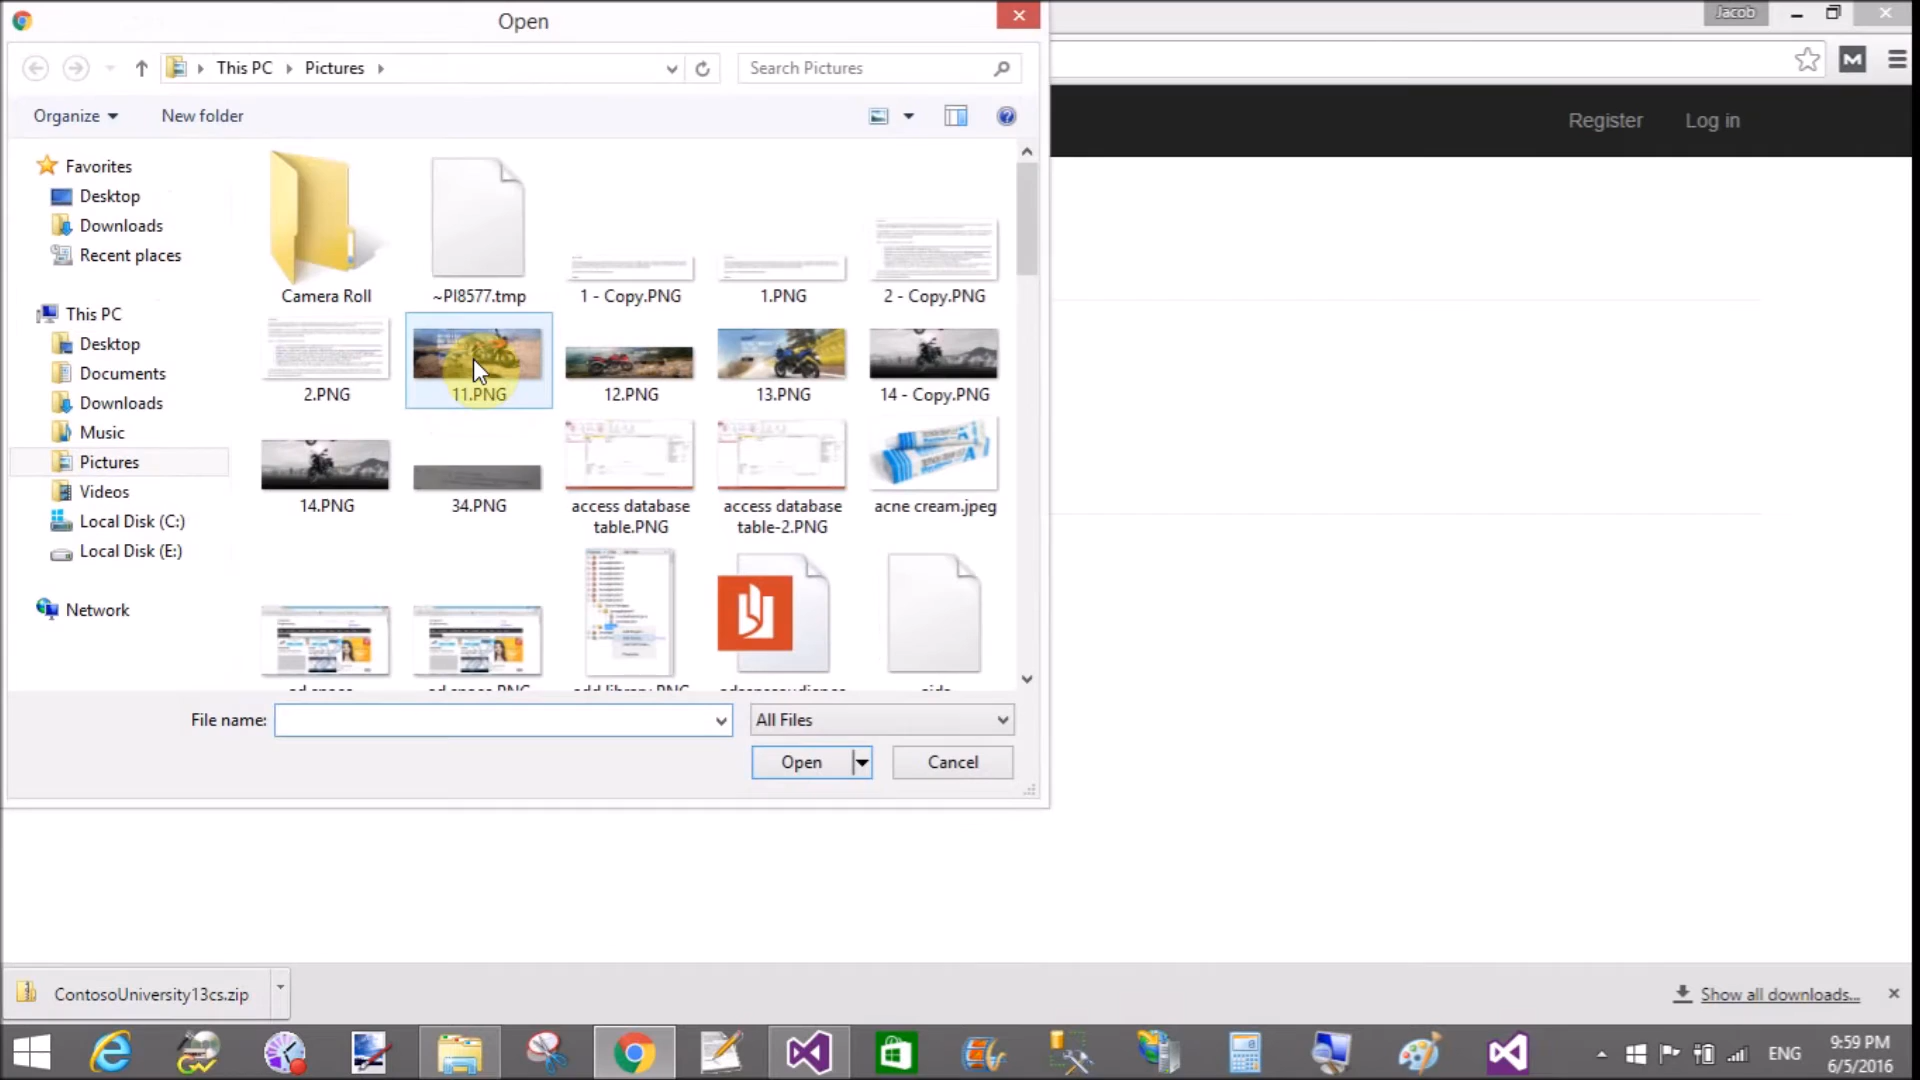 Open
Jacob
This PC
Pictures
Search Pictures
Organize
New folder
Register
Log in
Favorites
Desktop
Downloads
Recent places
This PC
Desktop
Documents
Downloads
Music
Pictures
Videos
Local Disk (C:)
Local Disk (E:)
Network
Camera Roll
~PI8577.tmp
1 - Copy.PNG
1.PNG
2 - Copy.PNG
2.PNG
11.PNG
12.PNG
13.PNG
14 - Copy.PNG
14.PNG
34.PNG
access database
table.PNG
access database
table-2.PNG
acne cream.jpeg
File name:
All Files
Open
Cancel
ContosoUniversity13cs.zip
Show all downloads...
ENG
9:59 PM
6/5/2016